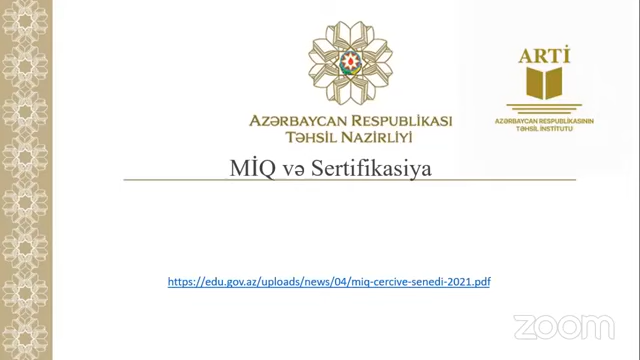 AZƏRBAYCAN RESPUBLİKASI
TƏHSİL NAZİRLİYİ
ARTİ
AZƏRBAYCAN RESPUBLİKASININ
TƏHSİL INSTİTUTU
MİQ və Sertifikasiya
https://edu.gov.az/uploads/news/04/miq-cercive-senedi-2021.pdf
zoom